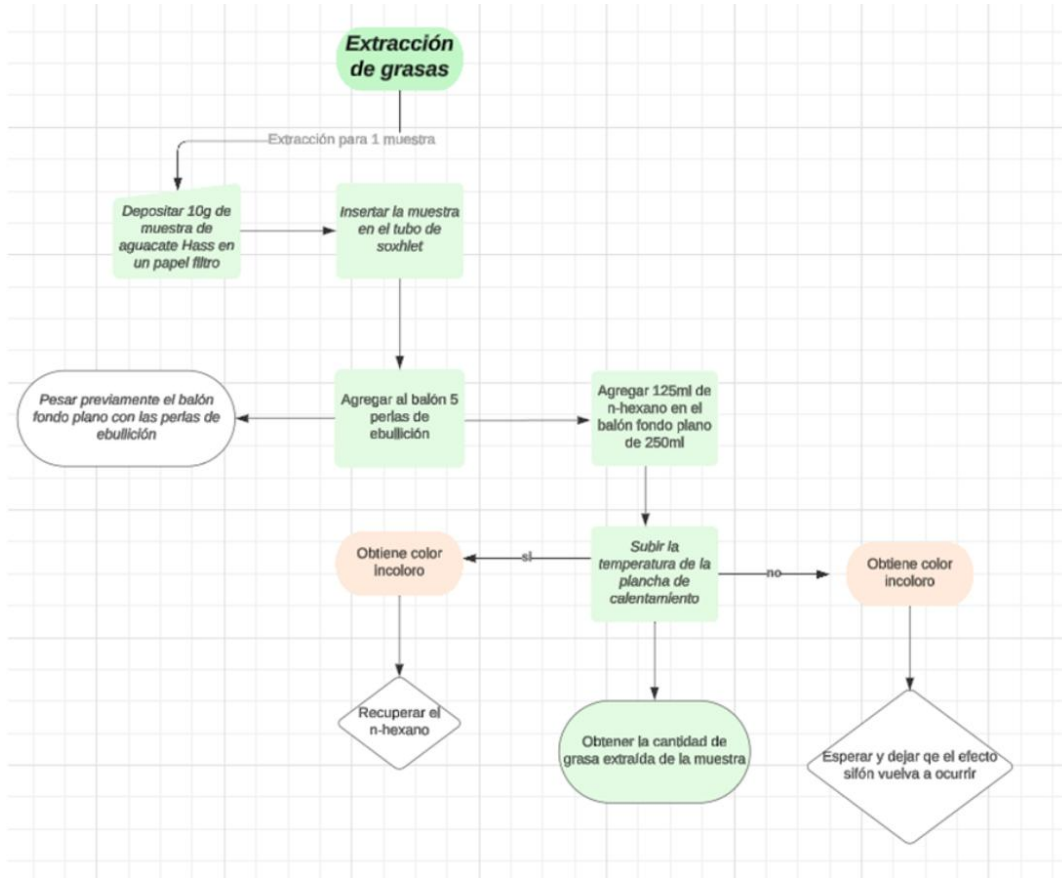 Extracción
de grasas
Extracción para 1 muestra
Depositar 10g de
muestra de
aguacate Hass en
un papel filtro
Insertar la muestra
en el tubo de
soxhlet
Pesar previamente el balón
fondo plano con las perlas de
ebullición
Agregar al balón 5
perlas de
ebullición
Agregar 125ml de
n-hexano en el
balón fondo plano
de 250ml
Obtiene color
incoloro
si
Subir la
temperatura de la
plancha de
calentamiento
no
Obtiene color
incoloro
Recuperar el
n-hexano
Obtener la cantidad de
grasa extraída de la muestra
Esperar y dejar qe el efecto
sifón vuelva a ocurrir